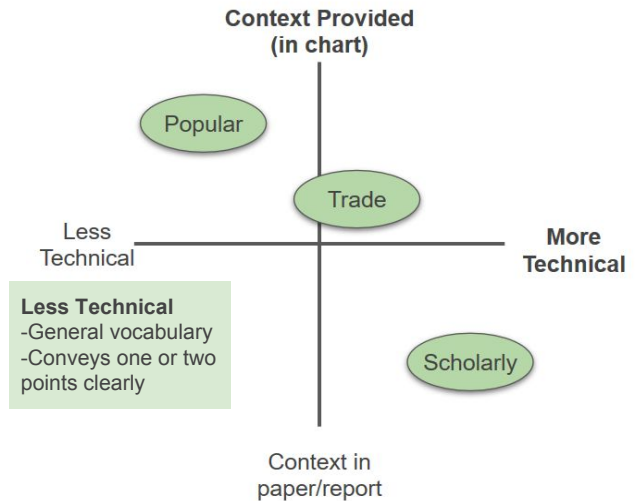 Context Provided
(in chart)
Popular
Trade
Less
Technical
More
Technical
Less Technical
-General vocabulary
-Conveys one or two
points clearly
Scholarly
Context in
paper/report